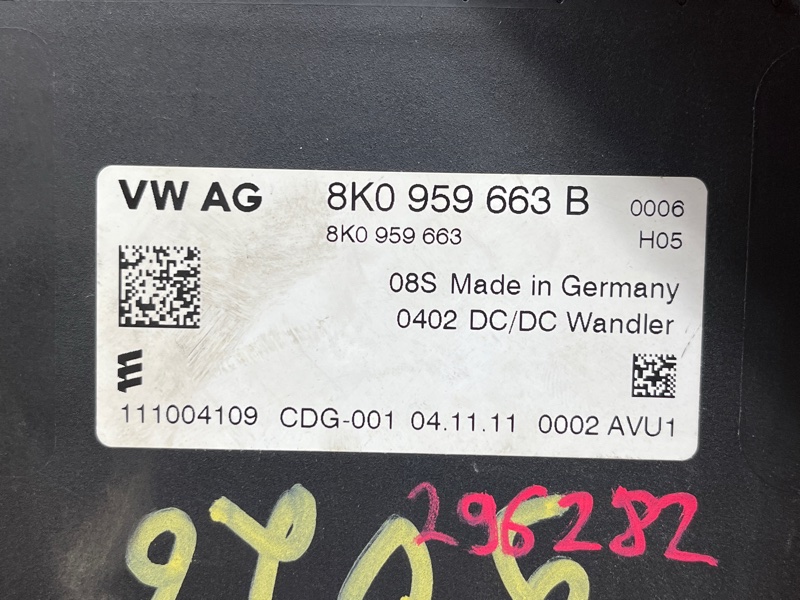 VW AG 8K0 959 663 B 0006
8K0 959 663 H05
08S Made in Germany
0402 DC/DC Wandler
111004109 CDG-001 04.11.11 0002 AVU1
296282